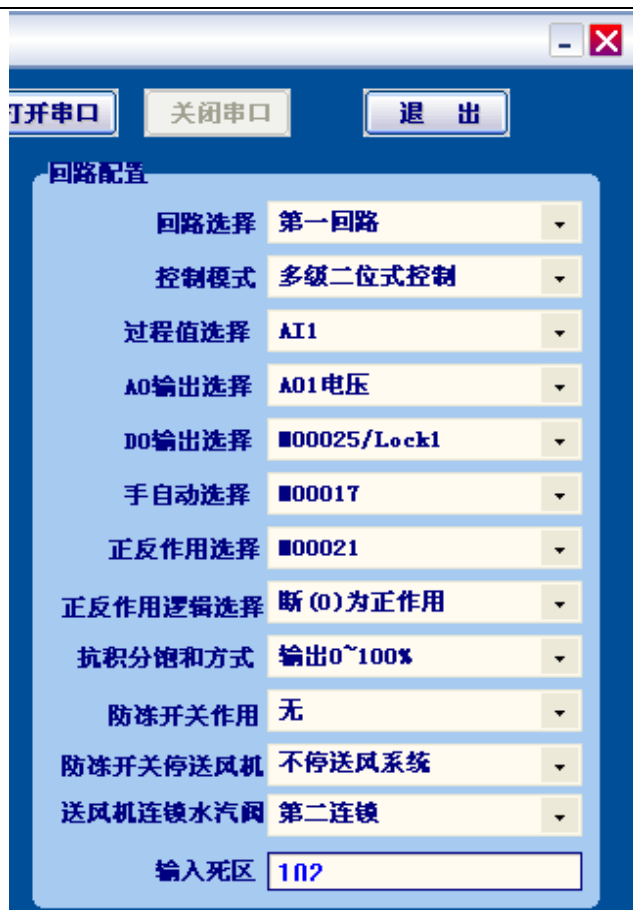 打开串口 关闭串口 退 出
回路配置
回路选择 第一回路
控制模式 多级二位式控制
过程值选择 AI1
AO输出选择 AO1电压
DO输出选择 M00025/Lock1
手自动选择 M00017
正反作用选择 M00021
正反作用逻辑选择 断(0)为正作用
抗积分饱和方式 输出0~100%
防冻开关作用 无
防冻开关停送风机 不停送风系统
送风机连锁水汽阀 第二连锁
输入死区 102